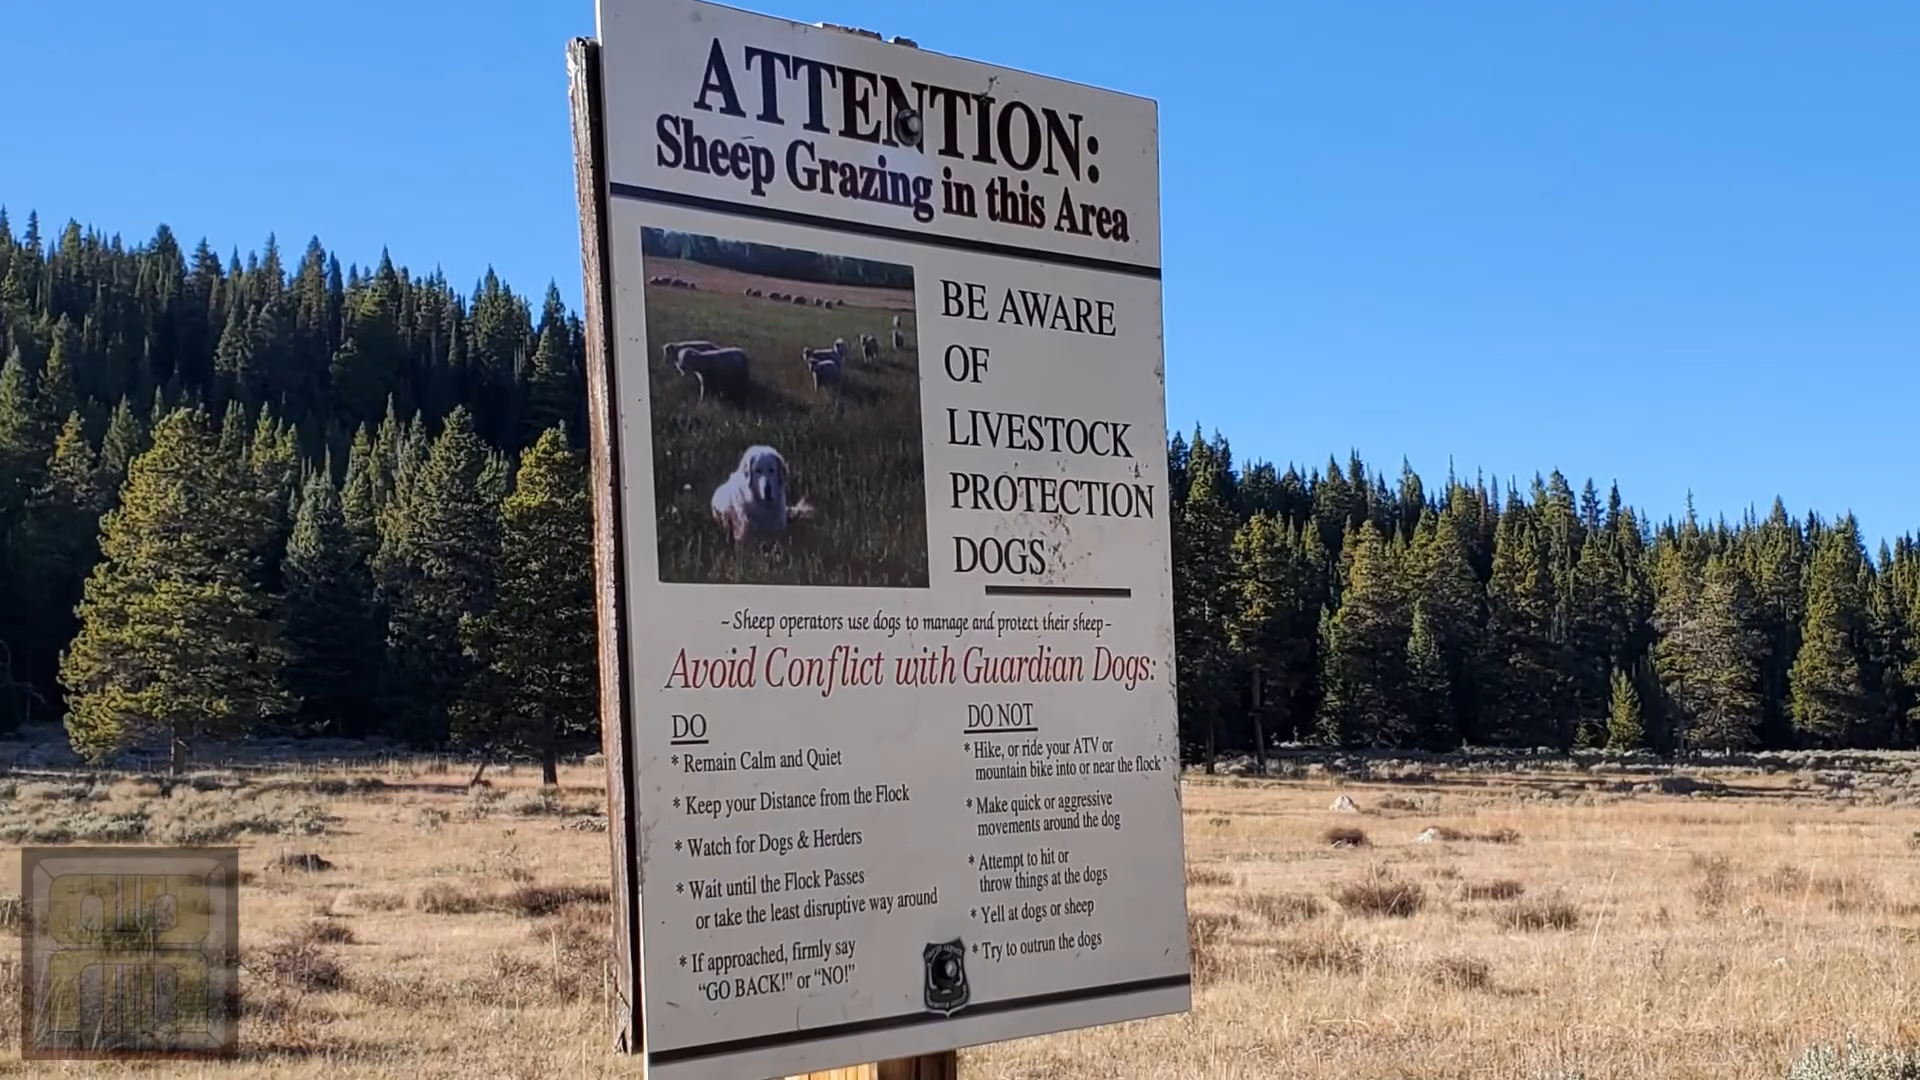 ATTENTION:
Sheep Grazing in this Area
BE AWARE
OF
LIVESTOCK
PROTECTION
DOGS
~ Sheep operators use dogs to manage and protect their sheep ~
Avoid Conflict with Guardian Dogs:
DO
* Remain Calm and Quiet
* Keep your Distance from the Flock
* Watch for Dogs & Herders
* Wait until the Flock Passes
or take the least disruptive way around
* If approached, firmly say
"GO BACK!" or "NO!"
DO NOT
* Hike, or ride your ATV or
mountain bike into or near the flock
* Make quick or aggressive
movements around the dog
* Attempt to hit or
throw things at the dogs
* Yell at dogs or sheep
* Try to outrun the dogs